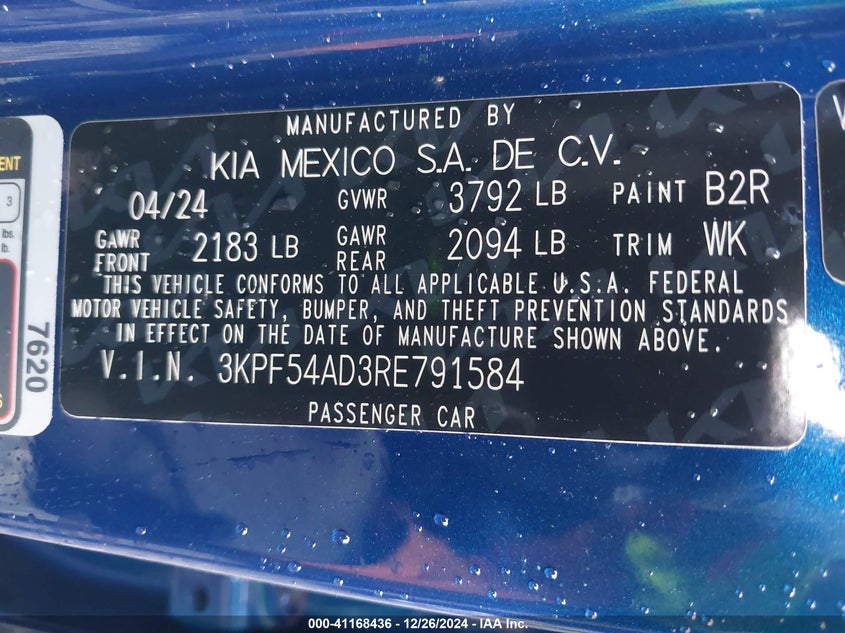 MANUFACTURED BY
KIA MEXICO S.A. DE C.V.
04/24 GVWR 3792 LB PAINT B2R
GAWR FRONT 2183 LB GAWR REAR 2094 LB TRIM WK
THIS VEHICLE CONFORMS TO ALL APPLICABLE U.S.A. FEDERAL
MOTOR VEHICLE SAFETY, BUMPER, AND THEFT PREVENTION STANDARDS
IN EFFECT ON THE DATE OF MANUFACTURE SHOWN ABOVE.
V.I.N. 3KPF54AD3RE791584
PASSENGER CAR
3
lbs.
lb.
7620
000-41168436 - 12/26/2024 - IAA Inc.